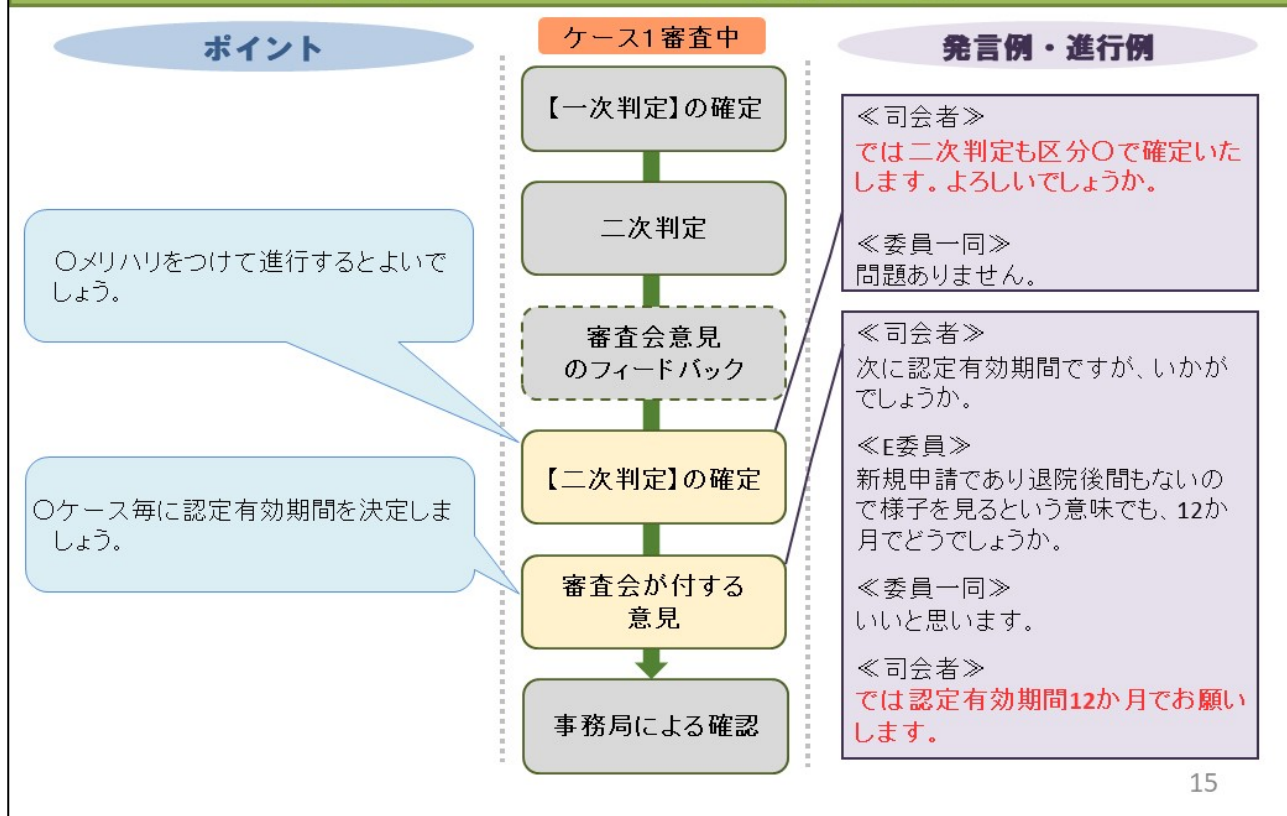 ポイント
ケース1審査中
発言例・進行例
【一次判定】の確定
二次判定
審査会意見
のフィードバック
【二次判定】の確定
審査会が付する
意見
事務局による確認
〇メリハリをつけて進行するとよいで
しょう。
〇ケース毎に認定有効期間を決定しま
しょう。
≪司会者≫
では二次判定も区分〇で確定いた
します。よろしいでしょうか。
≪委員一同≫
問題ありません。
≪司会者≫
次に認定有効期間ですが、いかが
でしょうか。
≪E委員≫
新規申請であり退院後間もないの
で様子を見るという意味でも、12か
月でどうでしょうか。
≪委員一同≫
いいと思います。
≪司会者≫
では認定有効期間12か月でお願い
します。
15